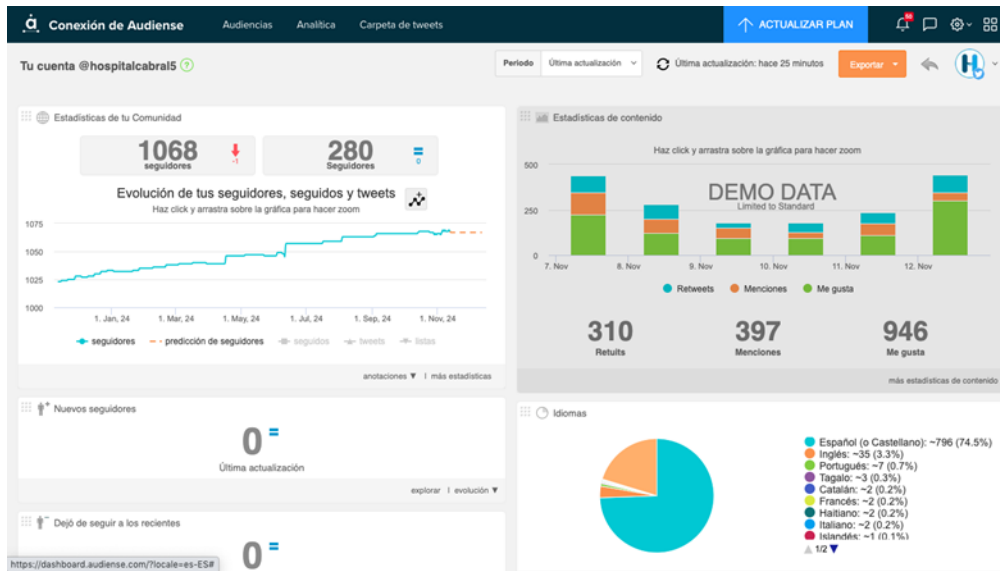 Conexión de Audiense
Audiencias
Analítica
Carpeta de tweets
ACTUALIZAR PLAN
Tu cuenta @hospitalcabral5 ?
Periodo
Última actualización
Última actualización: hace 25 minutos
Exportar
H
Estadísticas de tu Comunidad
1068
seguidores
-1
280
Seguidores
0
Evolución de tus seguidores, seguidos y tweets
Haz click y arrastra sobre la gráfica para hacer zoom
1075
1050
1025
1000
1. Jan, 24
1. Mar, 24
1. May, 24
1. Jul, 24
1. Sep, 24
1. Nov, 24
seguidores
predicción de seguidores
seguidos
tweets
listas
anotaciones ▼ | más estadísticas
Nuevos seguidores
0
Última actualización
explorar | evolución ▼
Dejó de seguir a los recientes
0
https://dashboard.audiense.com/?locale=es-ES#
Estadísticas de contenido
Haz click y arrastra sobre la gráfica para hacer zoom
DEMO DATA
Limited to Standard
500
250
0
7. Nov
8. Nov
9. Nov
10. Nov
11. Nov
12. Nov
Retweets
Menciones
Me gusta
310
Retuits
397
Menciones
946
Me gusta
más estadísticas de contenido
Idiomas
Español (o Castellano): ~796 (74.5%)
Inglés: ~35 (3.3%)
Portugués: ~7 (0.7%)
Tagalo: ~3 (0.3%)
Catalán: ~2 (0.2%)
Francés: ~2 (0.2%)
Haitiano: ~2 (0.2%)
Italiano: ~2 (0.2%)
Islandés: ~1 (0.1%)
1/2